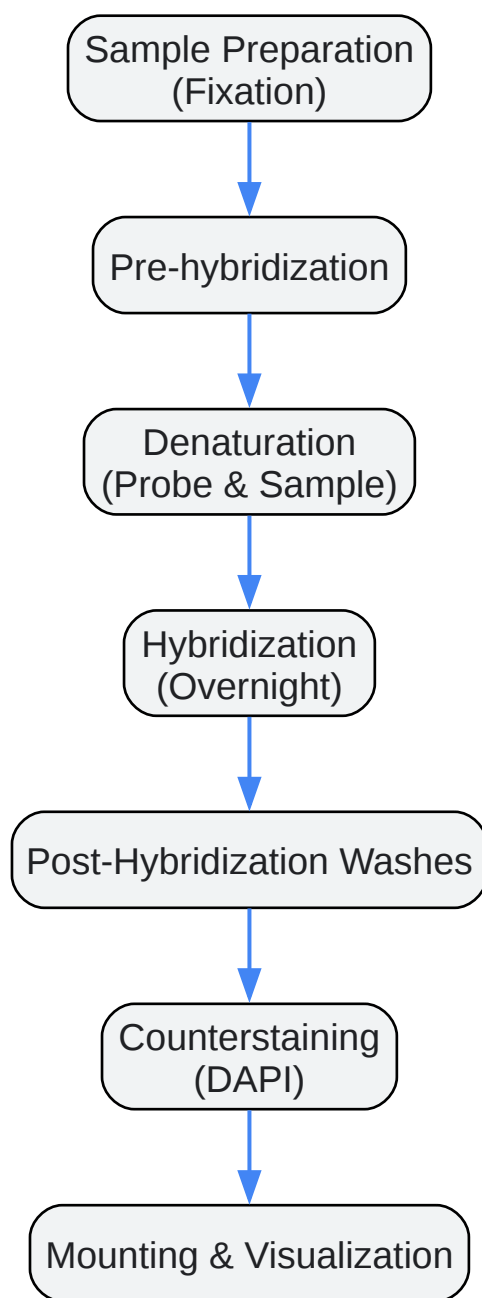 Sample Preparation
(Fixation)
Pre-hybridization
Denaturation
(Probe & Sample)
Hybridization
(Overnight)
Post-Hybridization Washes
Counterstaining
(DAPI)
Mounting & Visualization